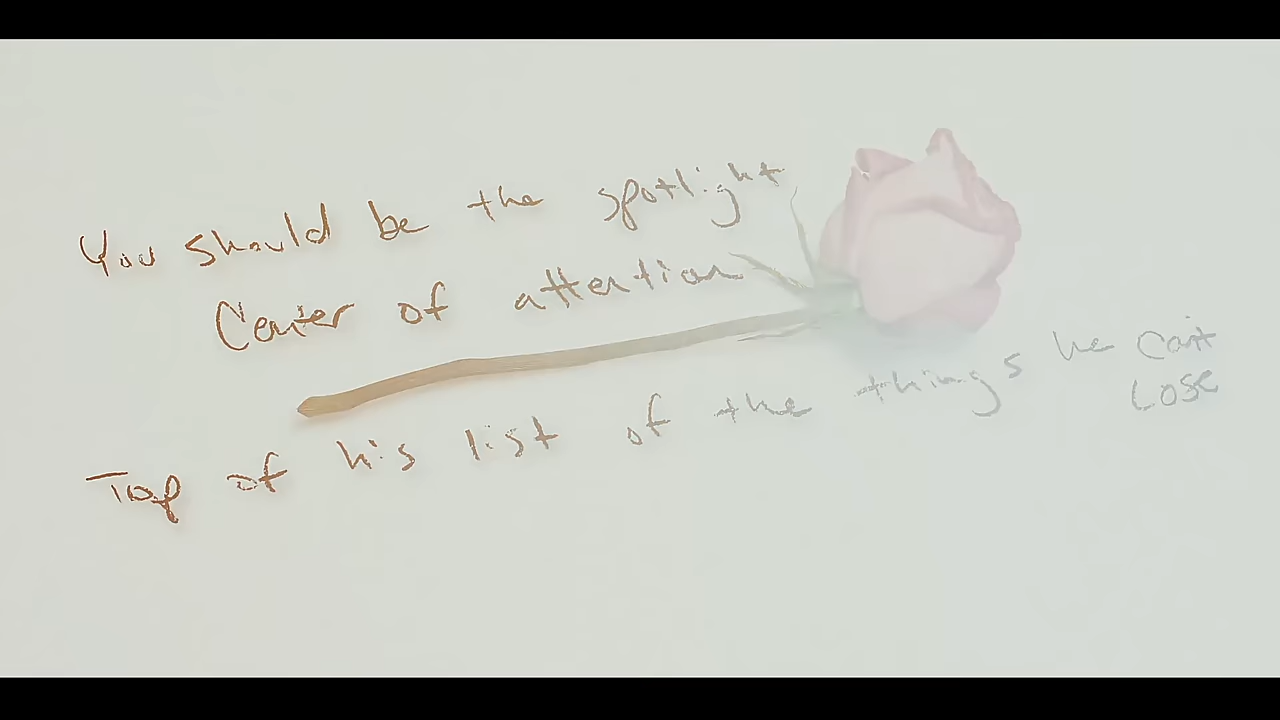 You should be the spotlight
Center of attention
Top of his list of the things he can't
Lose